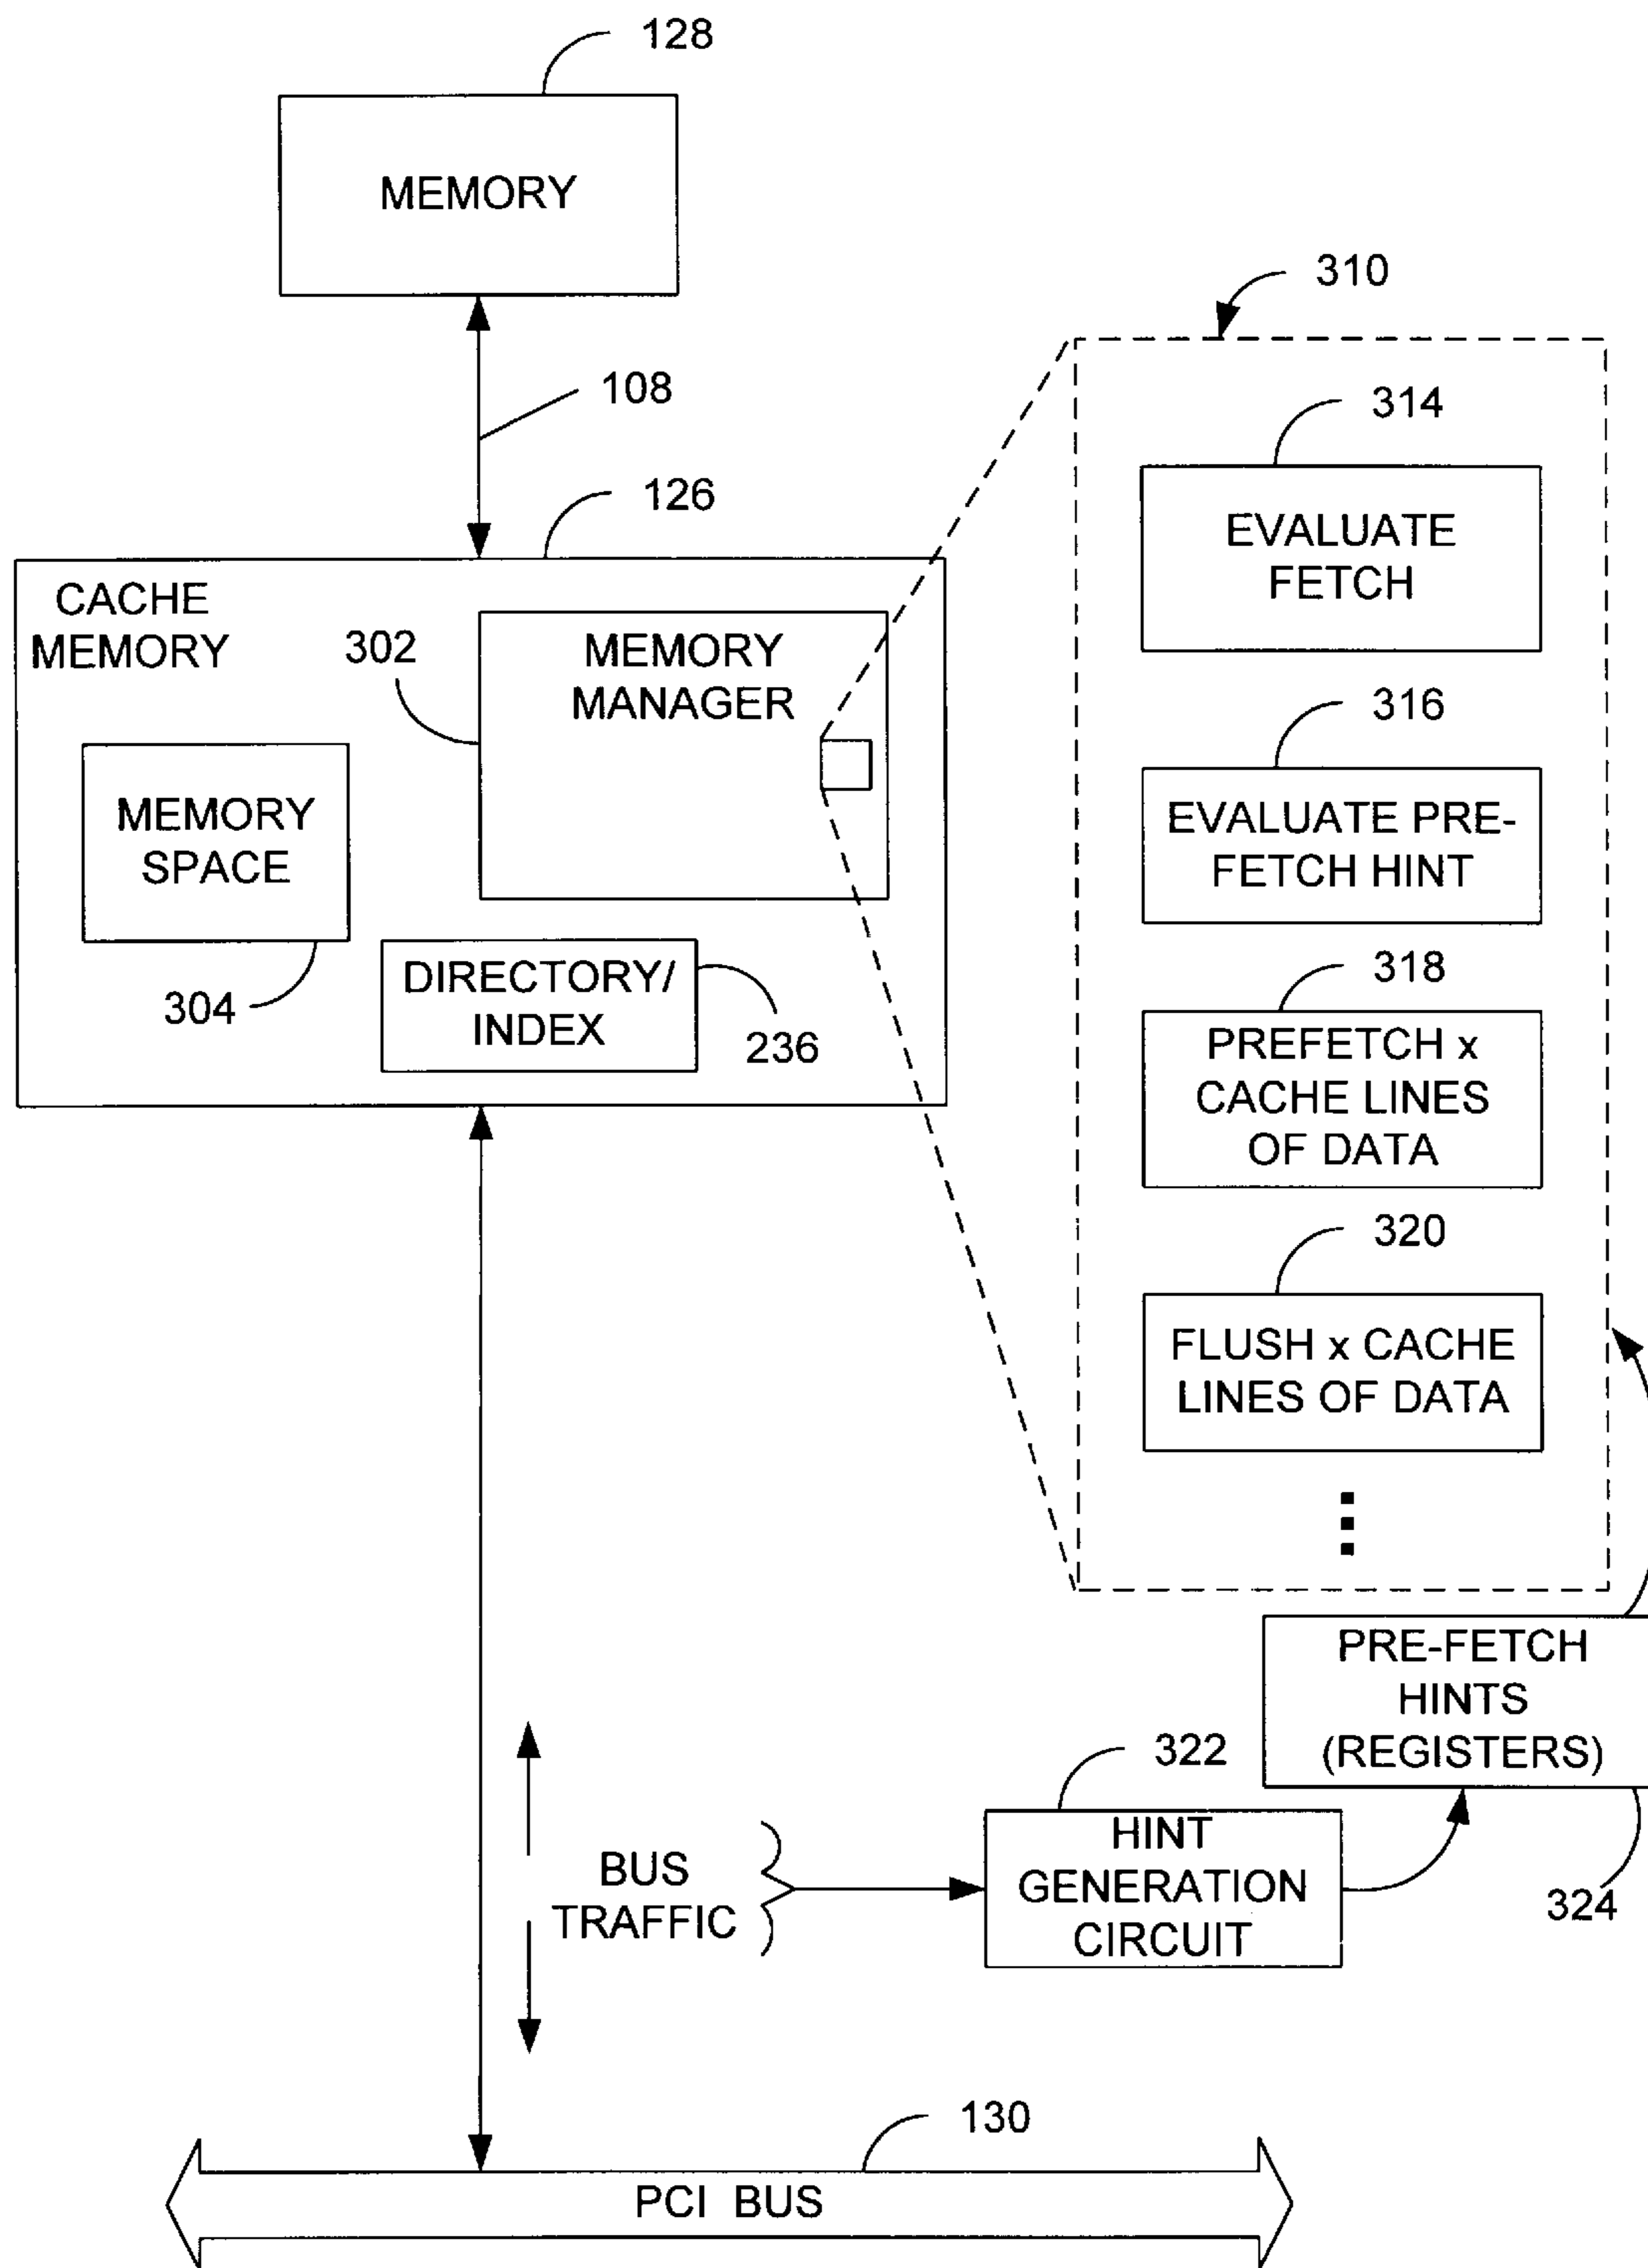 128
MEMORY
108
310
314
EVALUATE
FETCH
126
CACHE
MEMORY
302
MEMORY
MANAGER
316
EVALUATE PRE-
FETCH HINT
MEMORY
SPACE
304
DIRECTORY/
INDEX
236
318
PREFETCH x
CACHE LINES
OF DATA
320
FLUSH x CACHE
LINES OF DATA
PRE-FETCH
HINTS
(REGISTERS)
324
322
HINT
GENERATION
CIRCUIT
BUS
TRAFFIC
130
PCI BUS